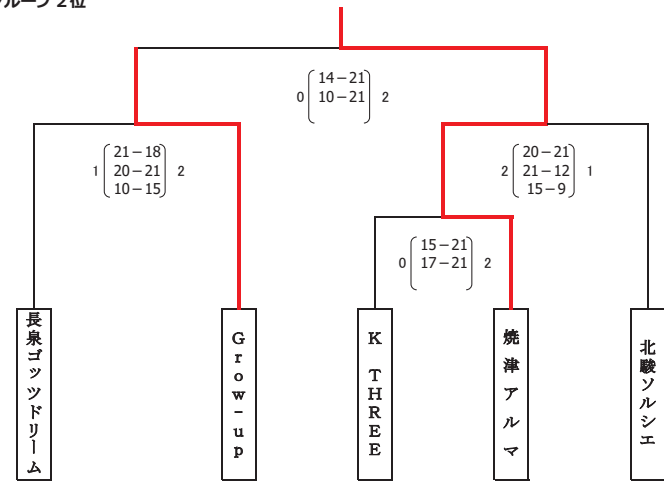 グループ 2位
14-21
0 10-21 2
21-18
1 20-21 2
10-15
20-21
2 21-12 1
15-9
15-21
0 17-21 2
長泉ゴッツドリーム
Grow-up
K THREE
焼津アルマ
北駿ソルシエ